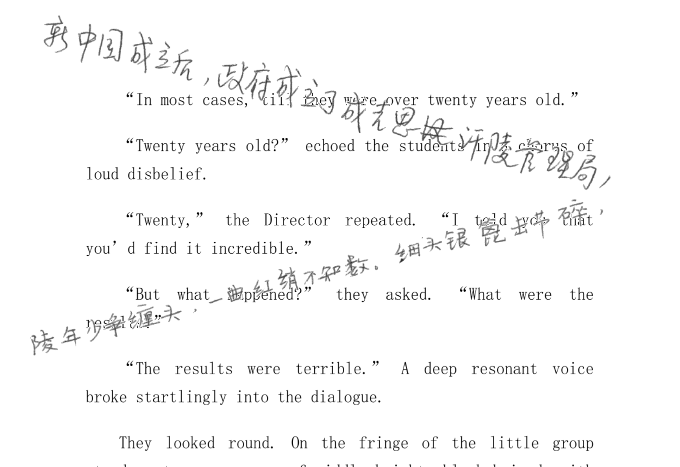 新中国成立后，政府成立了成吉思汗陵管理局，
“In most cases, till they were over twenty years old.”
“Twenty years old?” echoed the students in a chorus of
loud disbelief.
“Twenty,” the Director repeated. “I told you that
you’d find it incredible.”
细头银篦击节碎，
“But what happened?” they asked. “What were the
results?”
陵年少争缠头，一曲红绡不知数。
“The results were terrible.” A deep resonant voice
broke startlingly into the dialogue.
They looked round. On the fringe of the little group